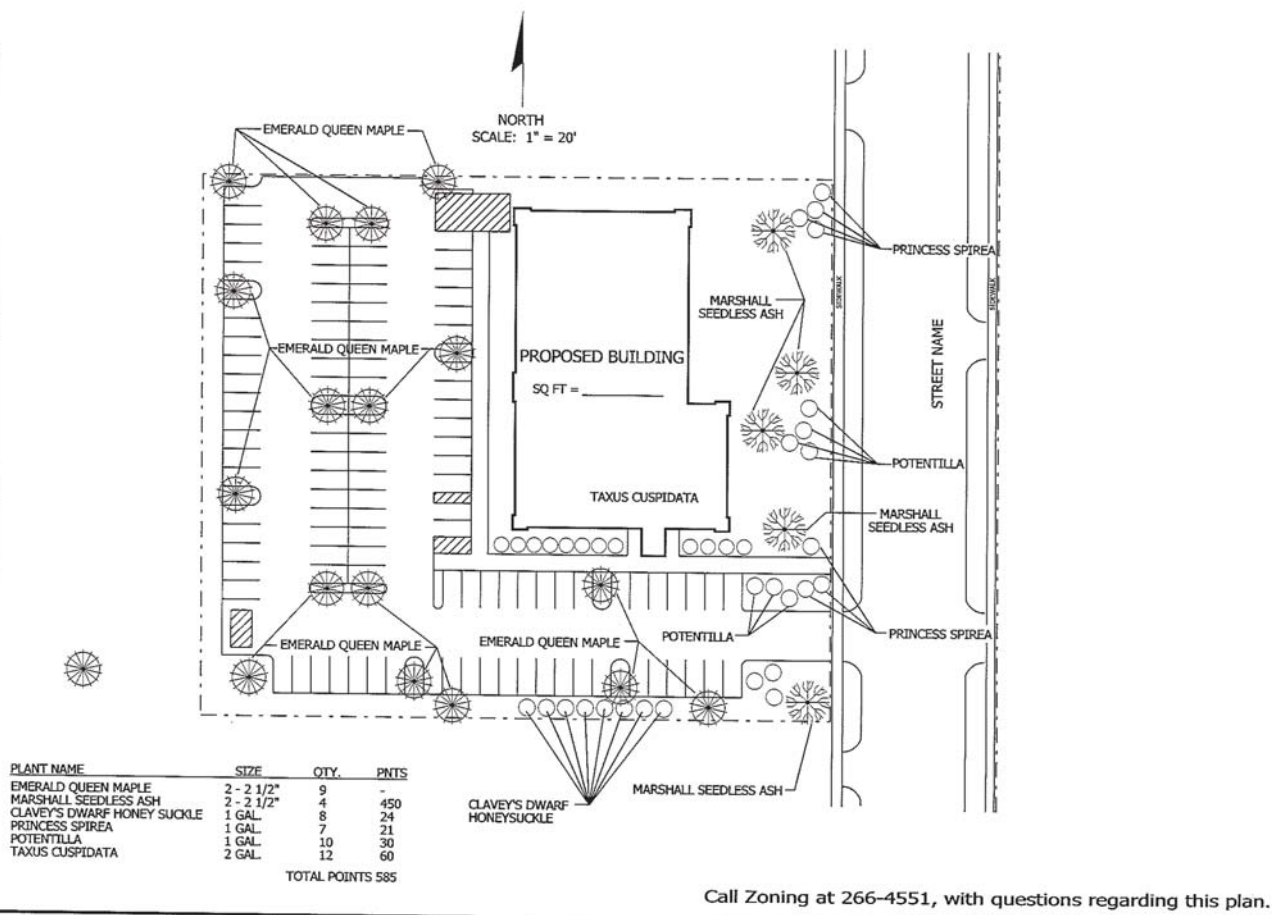 NORTH
SCALE: 1" = 20'
EMERALD QUEEN MAPLE
PRINCESS SPIREA
SIDEWALK
SIDEWALK
MARSHALL
SEEDLESS ASH
STREET NAME
EMERALD QUEEN MAPLE
PROPOSED BUILDING
SQ FT = ____________
POTENTILLA
TAXUS CUSPIDATA
MARSHALL
SEEDLESS ASH
EMERALD QUEEN MAPLE
EMERALD QUEEN MAPLE
POTENTILLA
PRINCESS SPIREA
CLAVEY'S DWARF
HONEYSUCKLE
MARSHALL SEEDLESS ASH
PLANT NAME SIZE QTY. PNTS
EMERALD QUEEN MAPLE 2 - 2 1/2" 9 -
MARSHALL SEEDLESS ASH 2 - 2 1/2" 4 450
CLAVEY'S DWARF HONEY SUCKLE 1 GAL. 8 24
PRINCESS SPIREA 1 GAL. 7 21
POTENTILLA 1 GAL. 10 30
TAXUS CUSPIDATA 2 GAL. 12 60
TOTAL POINTS 585
Call Zoning at 266-4551, with questions regarding this plan.